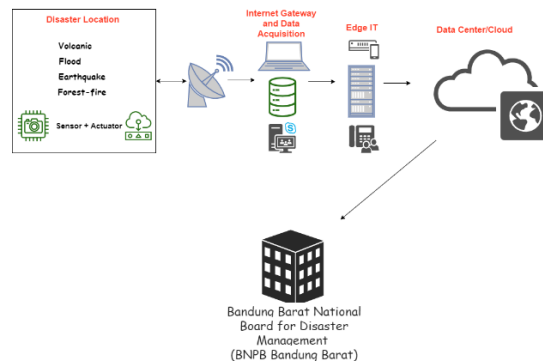 Disaster Location
Volcanic
Flood
Earthquake
Forest-fire
Sensor + Actuator
Internet Gateway
and Data
Acquisition
Edge IT
Data Center/Cloud
Bandung Barat National
Board for Disaster
Management
(BNPB Bandung Barat)